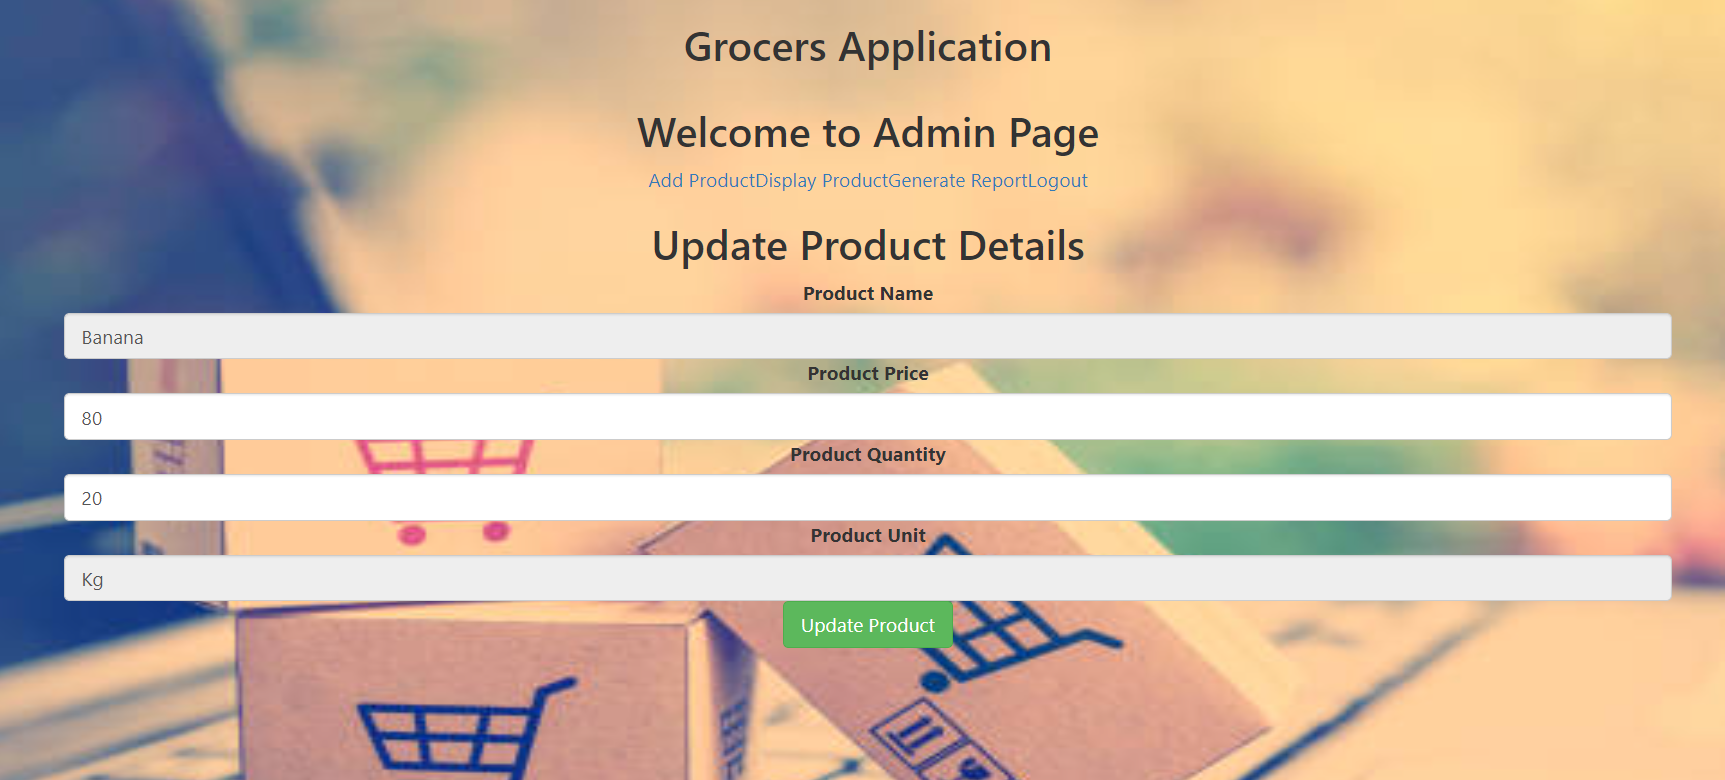 Grocers Application
Welcome to Admin Page
Add ProductDisplay ProductGenerate ReportLogout
Update Product Details
Product Name
Banana
Product Price
80
Product Quantity
20
Product Unit
Kg
Update Product